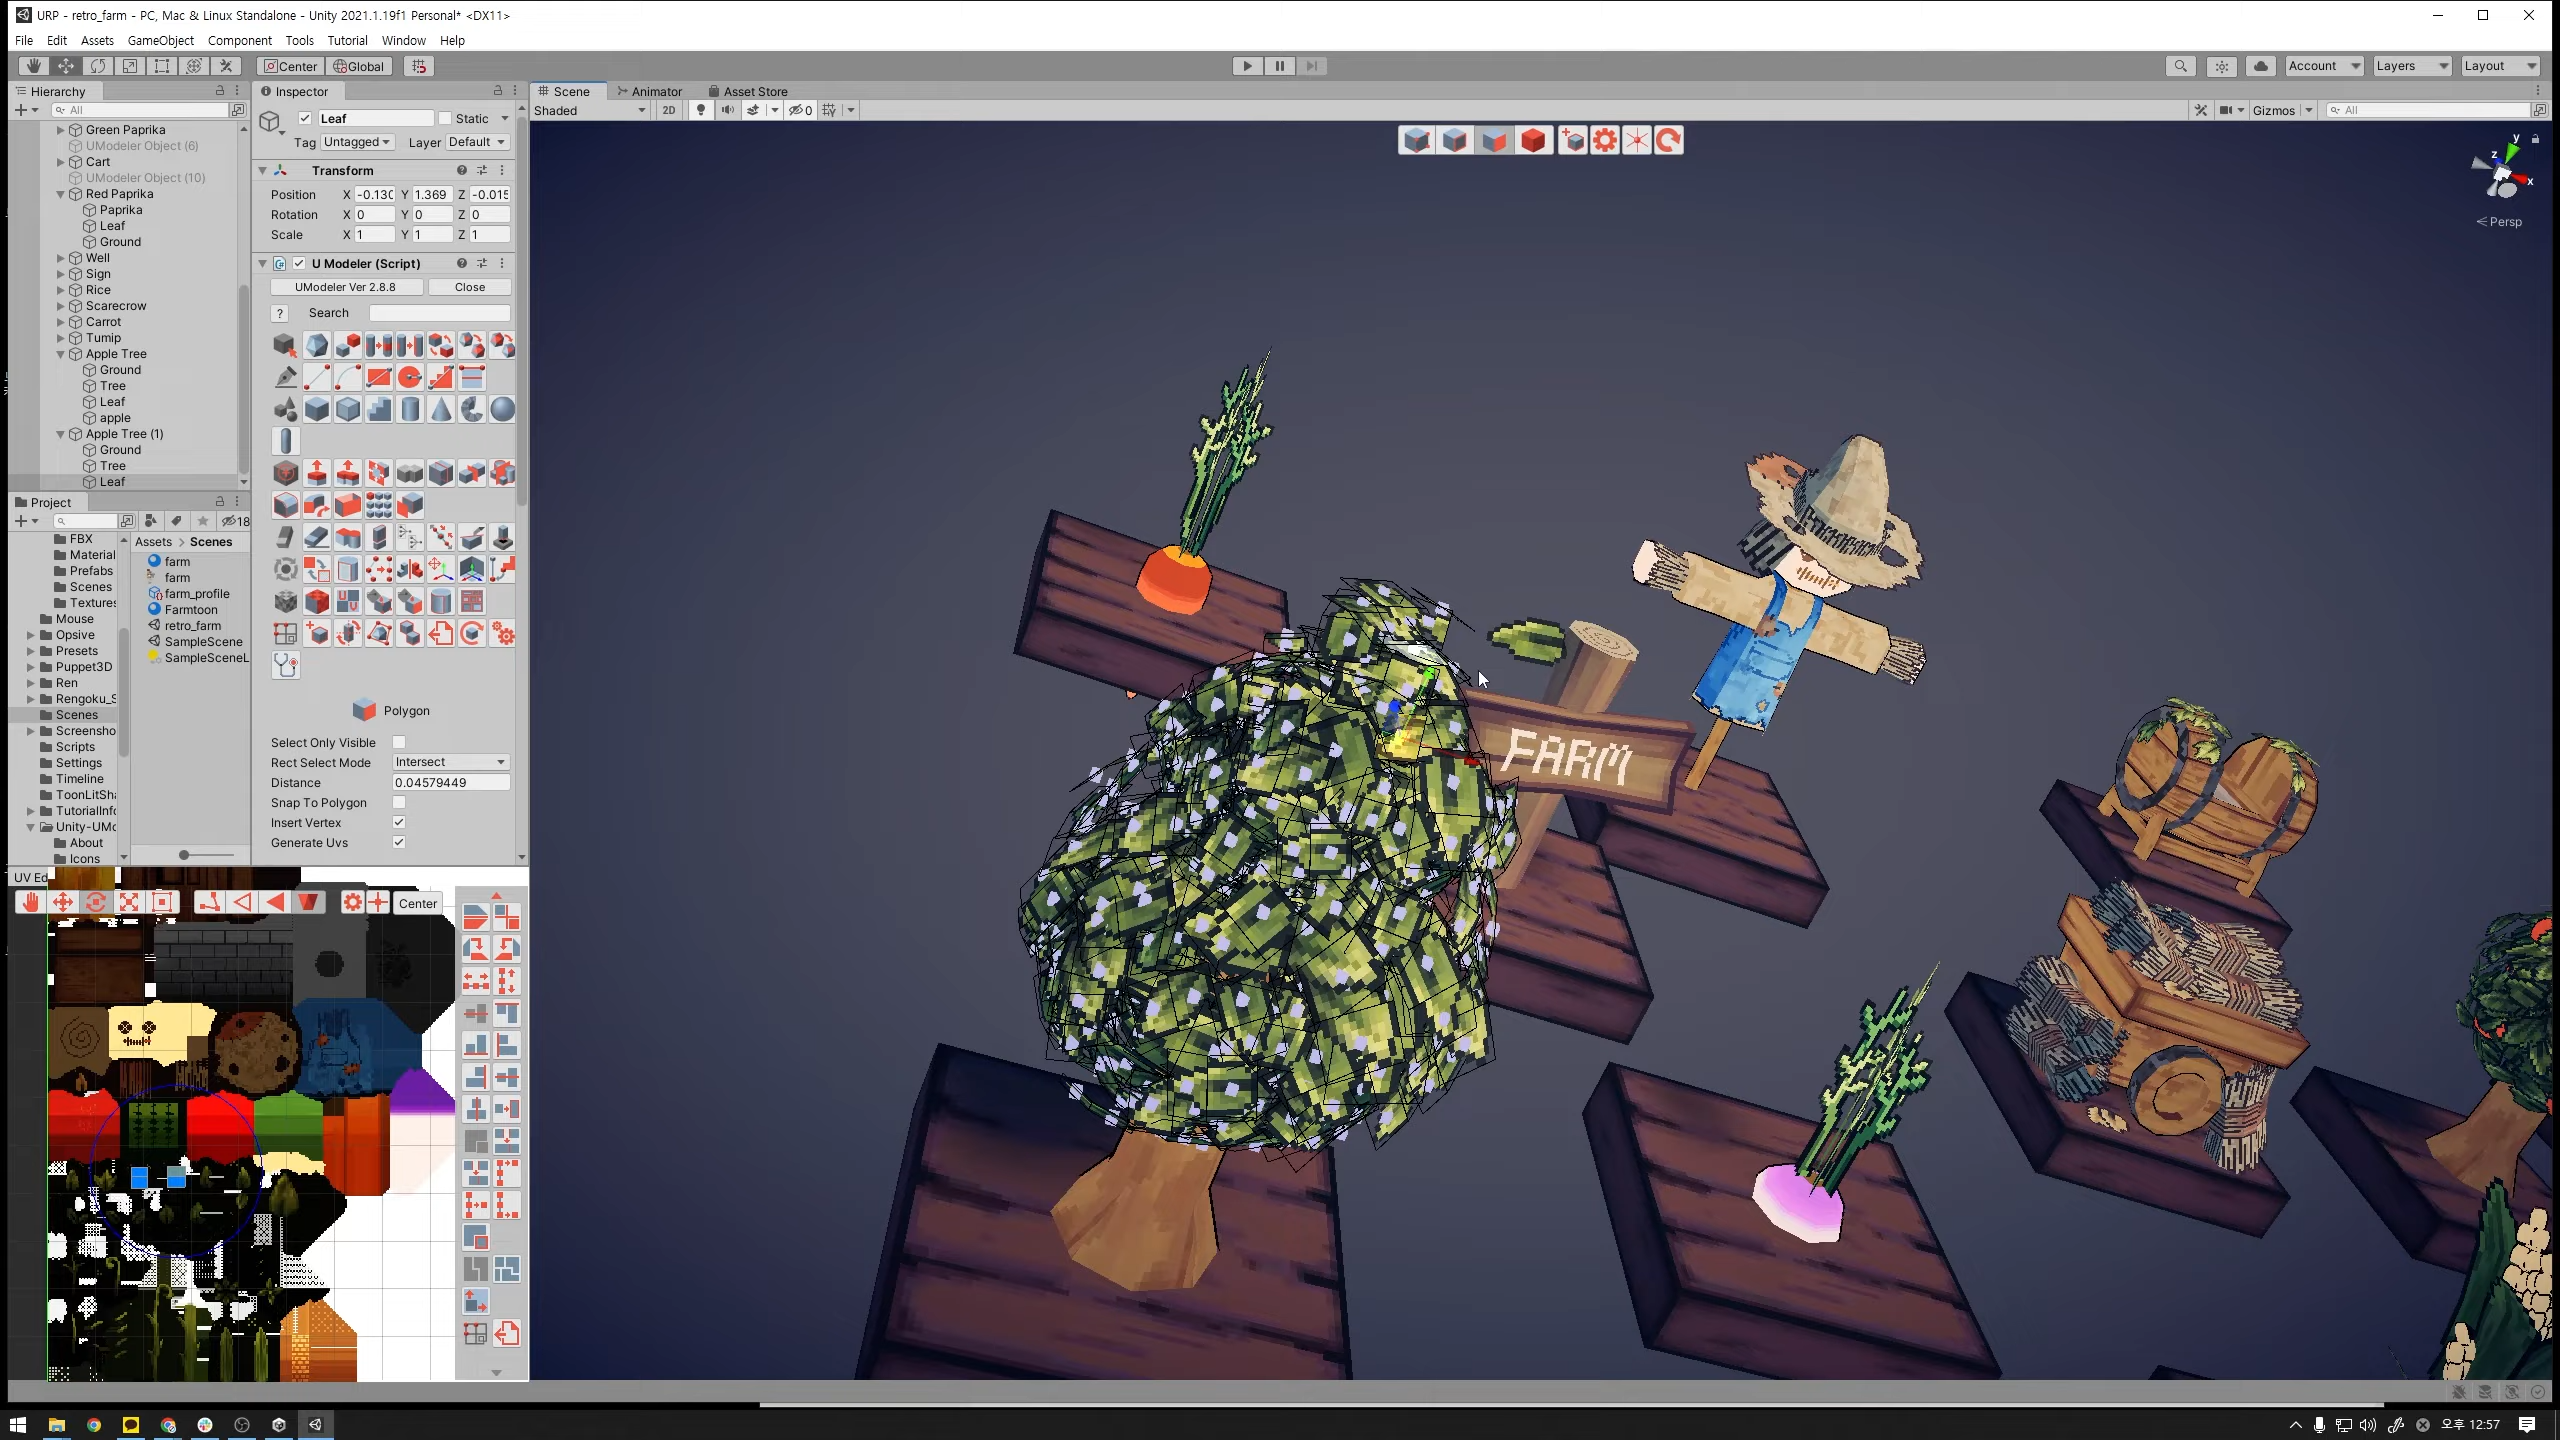 URP - retro_farm - PC, Mac & Linux Standalone - Unity 2021.1.19f1 Personal* <DX11>
File Edit Assets GameObject Component Tools Tutorial Window Help
Center Global
Account Layers Layout
Hierarchy
All
Green Paprika
UModeler Object (6)
Cart
UModeler Object (10)
Red Paprika
Paprika
Leaf
Ground
Well
Sign
Rice
Scarecrow
Carrot
Tumip
Apple Tree
Ground
Tree
Leaf
apple
Apple Tree (1)
Ground
Tree
Leaf
Inspector
Leaf Static
Tag Untagged Layer Default
Transform
Position X -0.130 Y 1.369 Z -0.015
Rotation X 0 Y 0 Z 0
Scale X 1 Y 1 Z 1
U Modeler (Script)
UModeler Ver 2.8.8 Close
? Search
Polygon
Select Only Visible
Rect Select Mode Intersect
Distance 0.04579449
Snap To Polygon
Insert Vertex
Generate Uvs
Project
18
FBX
Material
Prefabs
Scenes
Textures
Mouse
Opsive
Presets
Puppet3D
Ren
Rengoku_S
Scenes
Screensho
Scripts
Settings
Timeline
ToonLitSha
TutorialInfo
Unity-UMo
About
Icons
Assets > Scenes
farm
farm
farm_profile
Farmtoon
retro_farm
SampleScene
SampleSceneL
UV Ed
Center
Scene Animator Asset Store
Shaded 2D 0 Gizmos All
y
z
x
Persp
FARM
오후 12:57